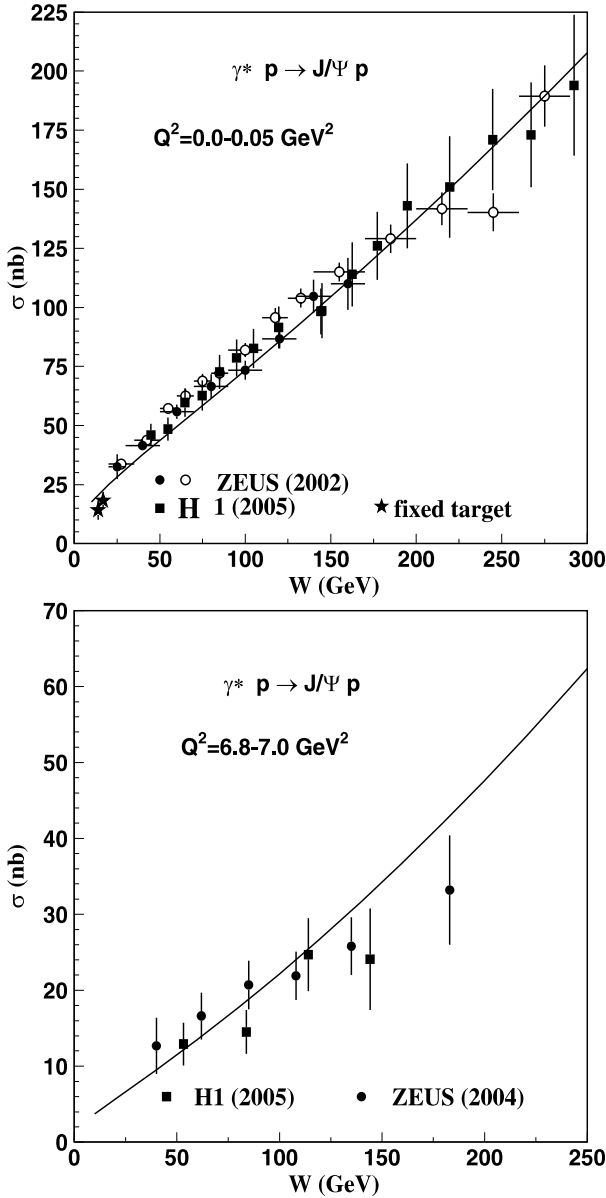 σ (nb)
225
200
175
150
125
100
75
50
25
0
γ* p → J/Ψ p
Q²=0.0-0.05 GeV²
ZEUS (2002)
H 1 (2005)
fixed target
0 50 100 150 200 250 300
W (GeV)
σ (nb)
70
60
50
40
30
20
10
0
γ* p → J/Ψ p
Q²=6.8-7.0 GeV²
H1 (2005) ZEUS (2004)
0 50 100 150 200 250
W (GeV)